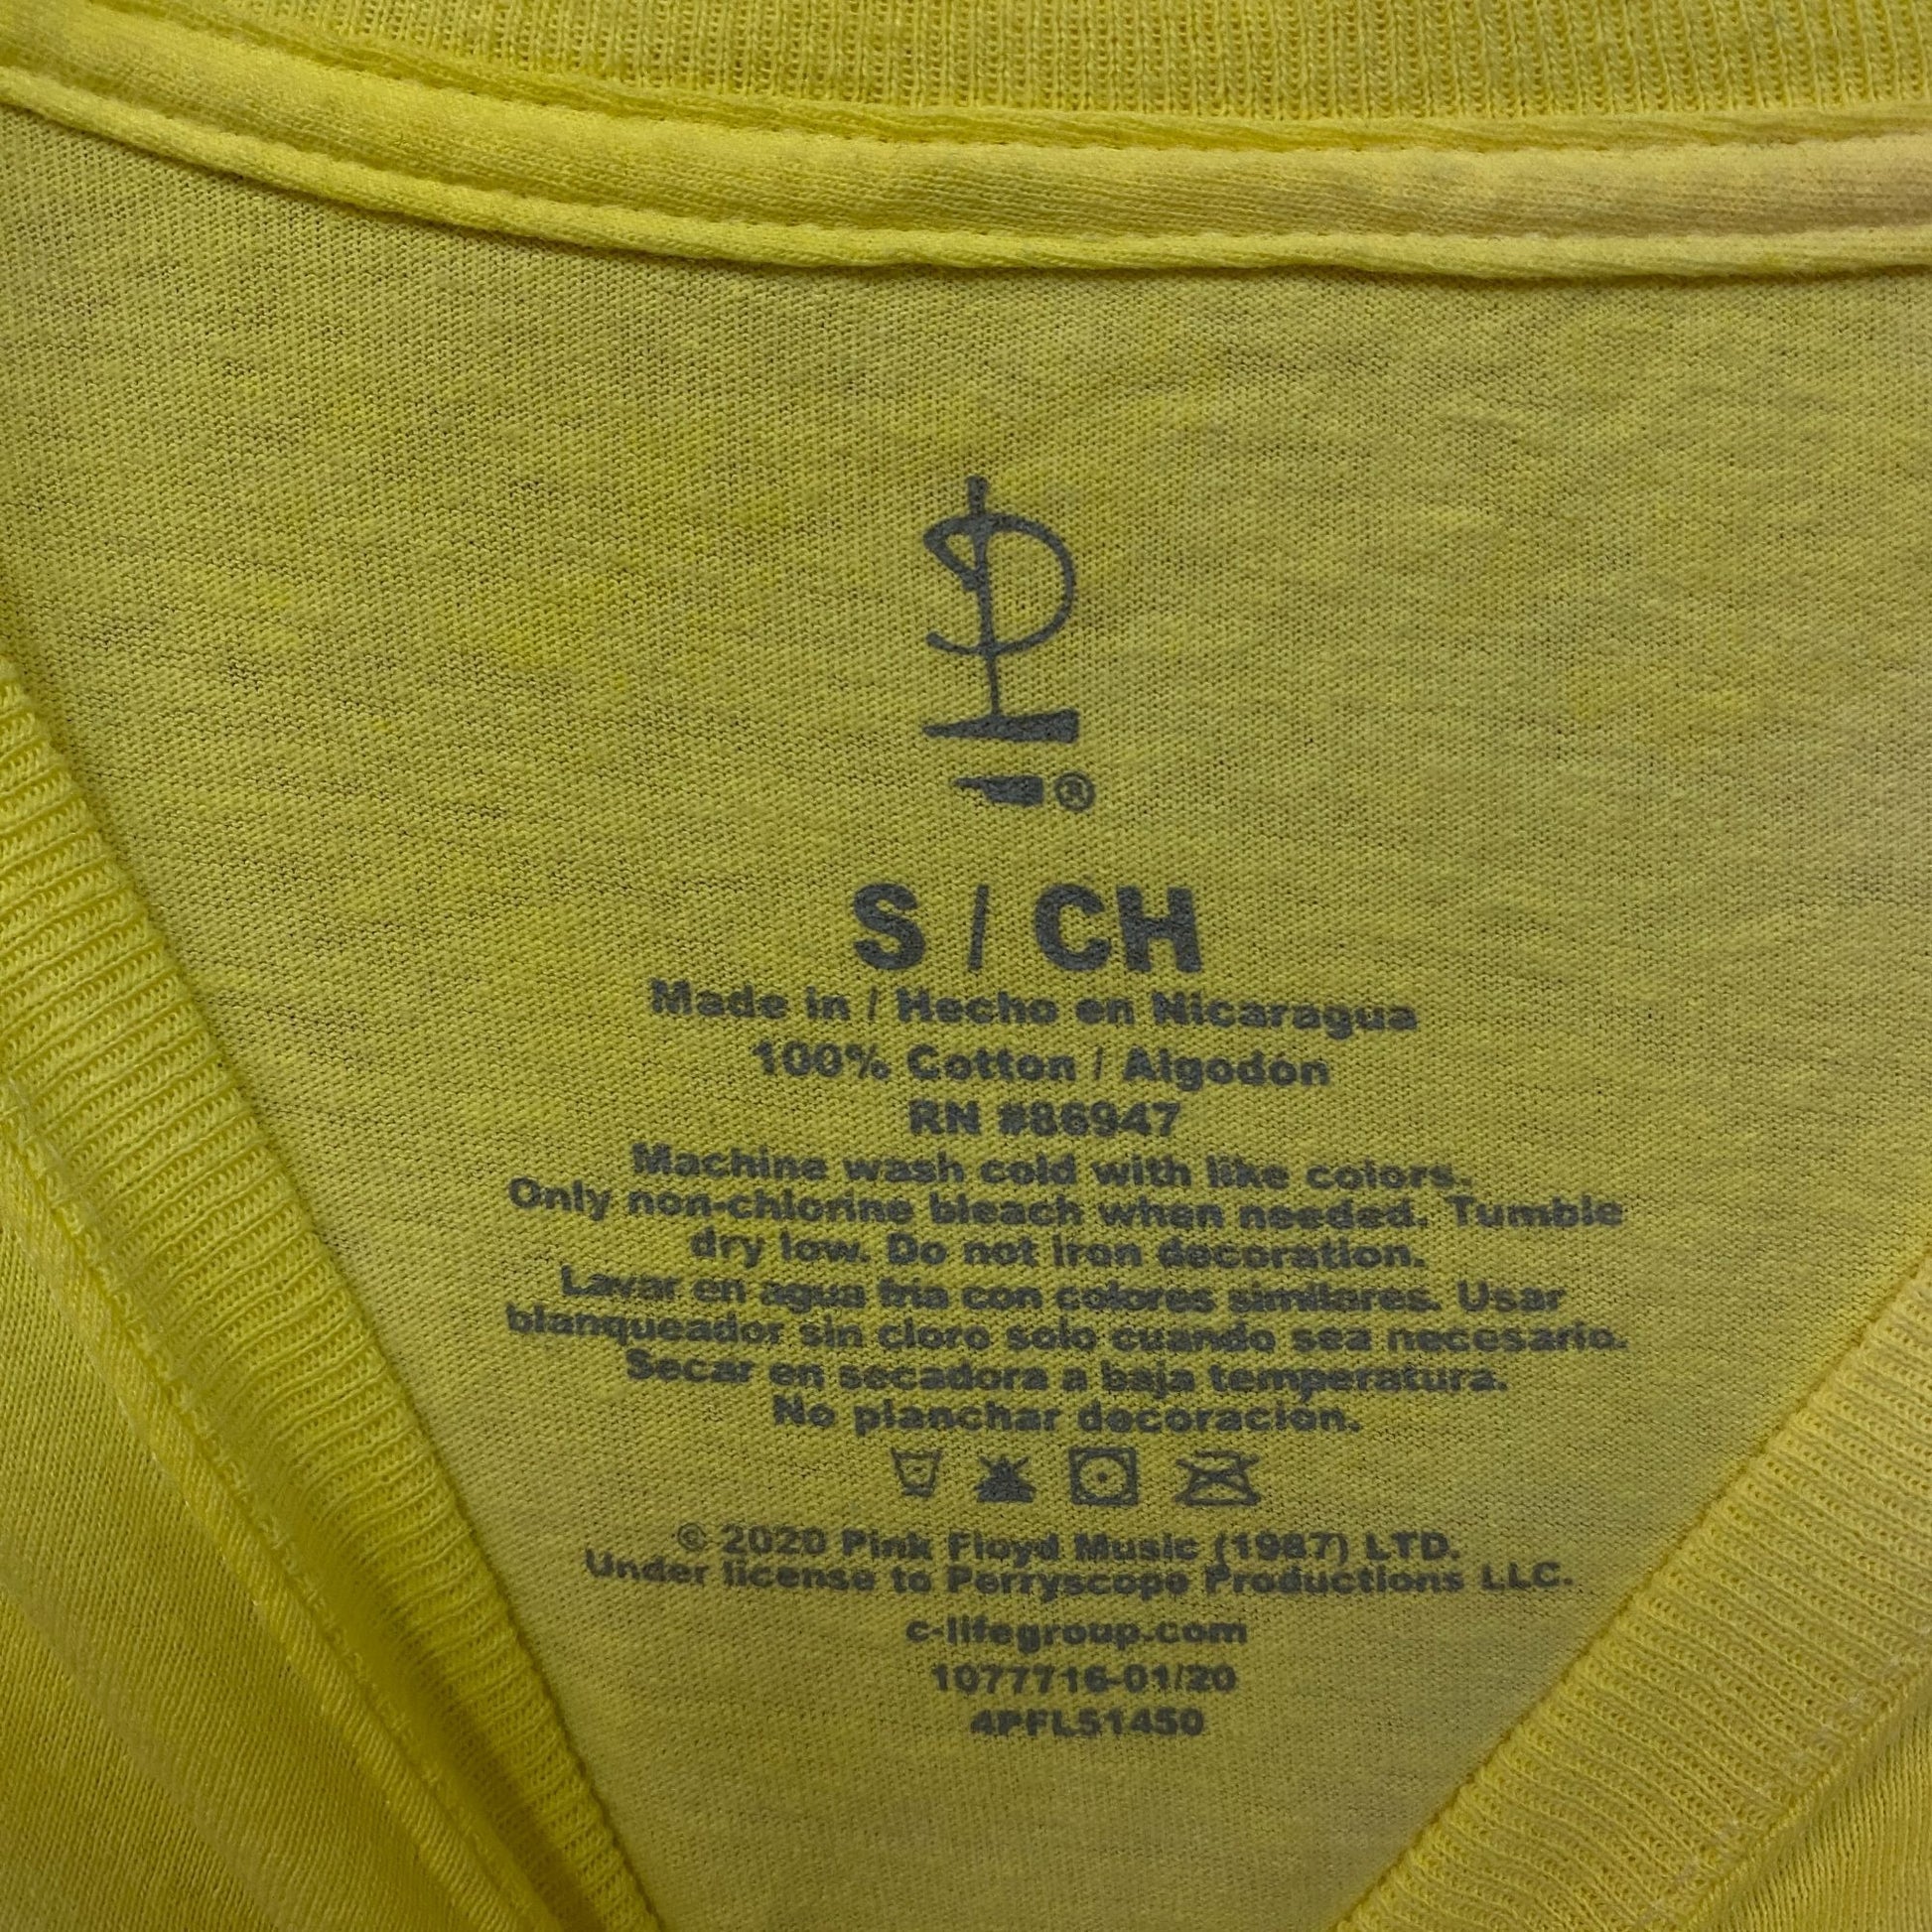 S / CH
Made in / Hecho en Nicaragua
100% Cotton / Algodón
RN #86947
Machine wash cold with like colors.
Only non-chlorine bleach when needed. Tumble
dry low. Do not iron decoration.
Lavar en agua fria con colores similares. Usar
blanqueador sin cloro solo cuando sea necesario.
Secar en secadora a baja temperatura.
No planchar decoración.
© 2020 Pink Floyd Music (1987) LTD.
Under license to Perryscope Productions LLC.
c-lifegroup.com
1077716-01/20
4PFL51450